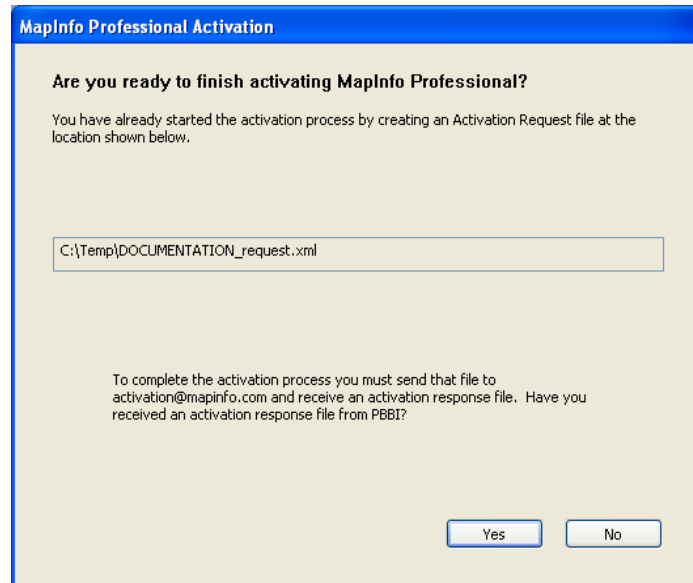 MapInfo Professional Activation
Are you ready to finish activating MapInfo Professional?
You have already started the activation process by creating an Activation Request file at the
location shown below.
C:\Temp\DOCUMENTATION_request.xml
To complete the activation process you must send that file to
activation@mapinfo.com and receive an activation response file.  Have you
received an activation response file from PBBI?
Yes
No